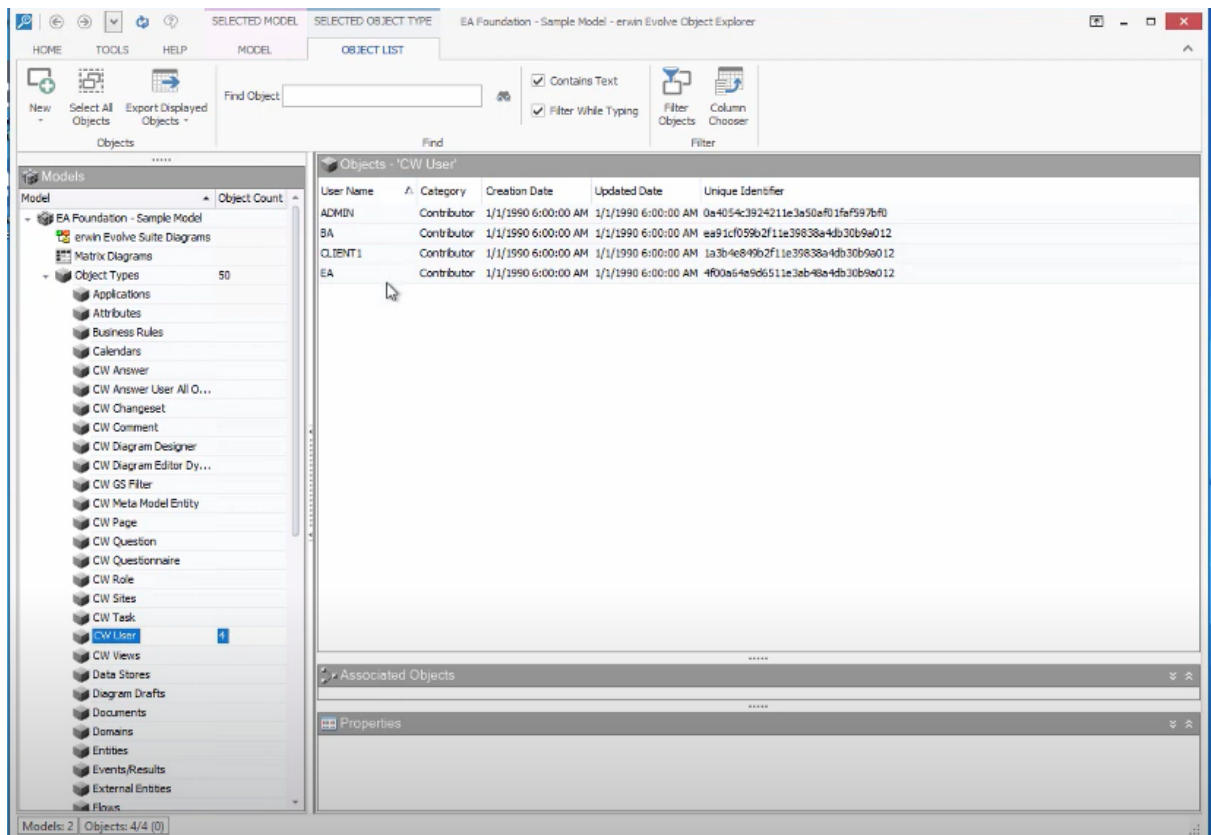 SELECTED MODEL SELECTED OBJECT TYPE EA Foundation - Sample Model - erwin Evolve Object Explorer
HOME TOOLS HELP MODEL OBJECT LIST
New Select All Objects Export Displayed Objects Find Object Contains Text Filter While Typing Filter Objects Column Chooser
Objects Find Filter
Models
Model Object Count
EA Foundation - Sample Model
erwin Evolve Suite Diagrams
Matrix Diagrams
Object Types 50
Applications
Attributes
Business Rules
Calendars
CW Answer
CW Answer User All O...
CW Changeset
CW Comment
CW Diagram Designer
CW Diagram Editor Dy...
CW GS Filter
CW Meta Model Entity
CW Page
CW Question
CW Questionnaire
CW Role
CW Sites
CW Task
CW User 4
CW Views
Data Stores
Diagram Drafts
Documents
Domains
Entities
Events/Results
External Entities
Flows
Objects - 'CW User'
User Name Category Creation Date Updated Date Unique Identifier
ADMIN Contributor 1/1/1990 6:00:00 AM 1/1/1990 6:00:00 AM 0a4054c3924211e3a50af01faf597bf0
BA Contributor 1/1/1990 6:00:00 AM 1/1/1990 6:00:00 AM ea91cf059b2f11e39838a4db30b9a012
CLIENT1 Contributor 1/1/1990 6:00:00 AM 1/1/1990 6:00:00 AM 1a3b4e849b2f11e39838a4db30b9a012
EA Contributor 1/1/1990 6:00:00 AM 1/1/1990 6:00:00 AM 4f00a64a9d6511e3ab48a4db30b9a012
Associated Objects
Properties
Models: 2 Objects: 4/4 (0)